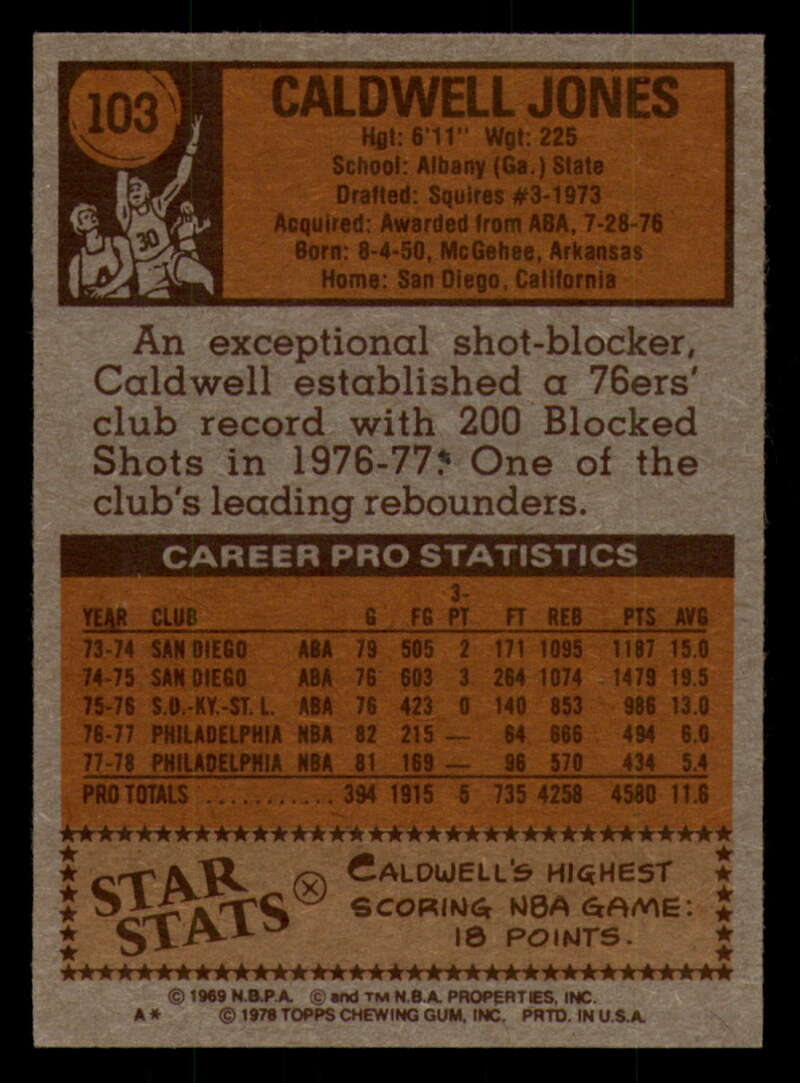 103
CALDWELL JONES
Hgt: 6'11" Wgt: 225
School: Albany (Ga.) State
Drafted: Squires #3-1973
Acquired: Awarded from ABA, 7-28-76
Born: 8-4-50, McGehee, Arkansas
Home: San Diego, California
30
An exceptional shot-blocker,
Caldwell established a 76ers'
club record with 200 Blocked
Shots in 1976-77. One of the
club's leading rebounders.
CAREER PRO STATISTICS
YEAR CLUB G FG 3-PT FT REB PTS AVG
73-74 SAN DIEGO ABA 79 505 2 171 1095 1187 15.0
74-75 SAN DIEGO ABA 76 603 3 264 1074 1479 19.5
75-76 S.D.-KY.-ST. L. ABA 76 423 0 140 853 986 13.0
76-77 PHILADELPHIA NBA 82 215 — 64 666 494 6.0
77-78 PHILADELPHIA NBA 81 169 — 96 570 434 5.4
PRO TOTALS ............ 394 1915 5 735 4258 4580 11.6
STAR STATS
CALDWELL'S HIGHEST
SCORING NBA GAME:
18 POINTS.
© 1969 N.B.P.A. © and TM N.B.A. PROPERTIES, INC.
A* © 1978 TOPPS CHEWING GUM, INC. PRTD. IN U.S.A.